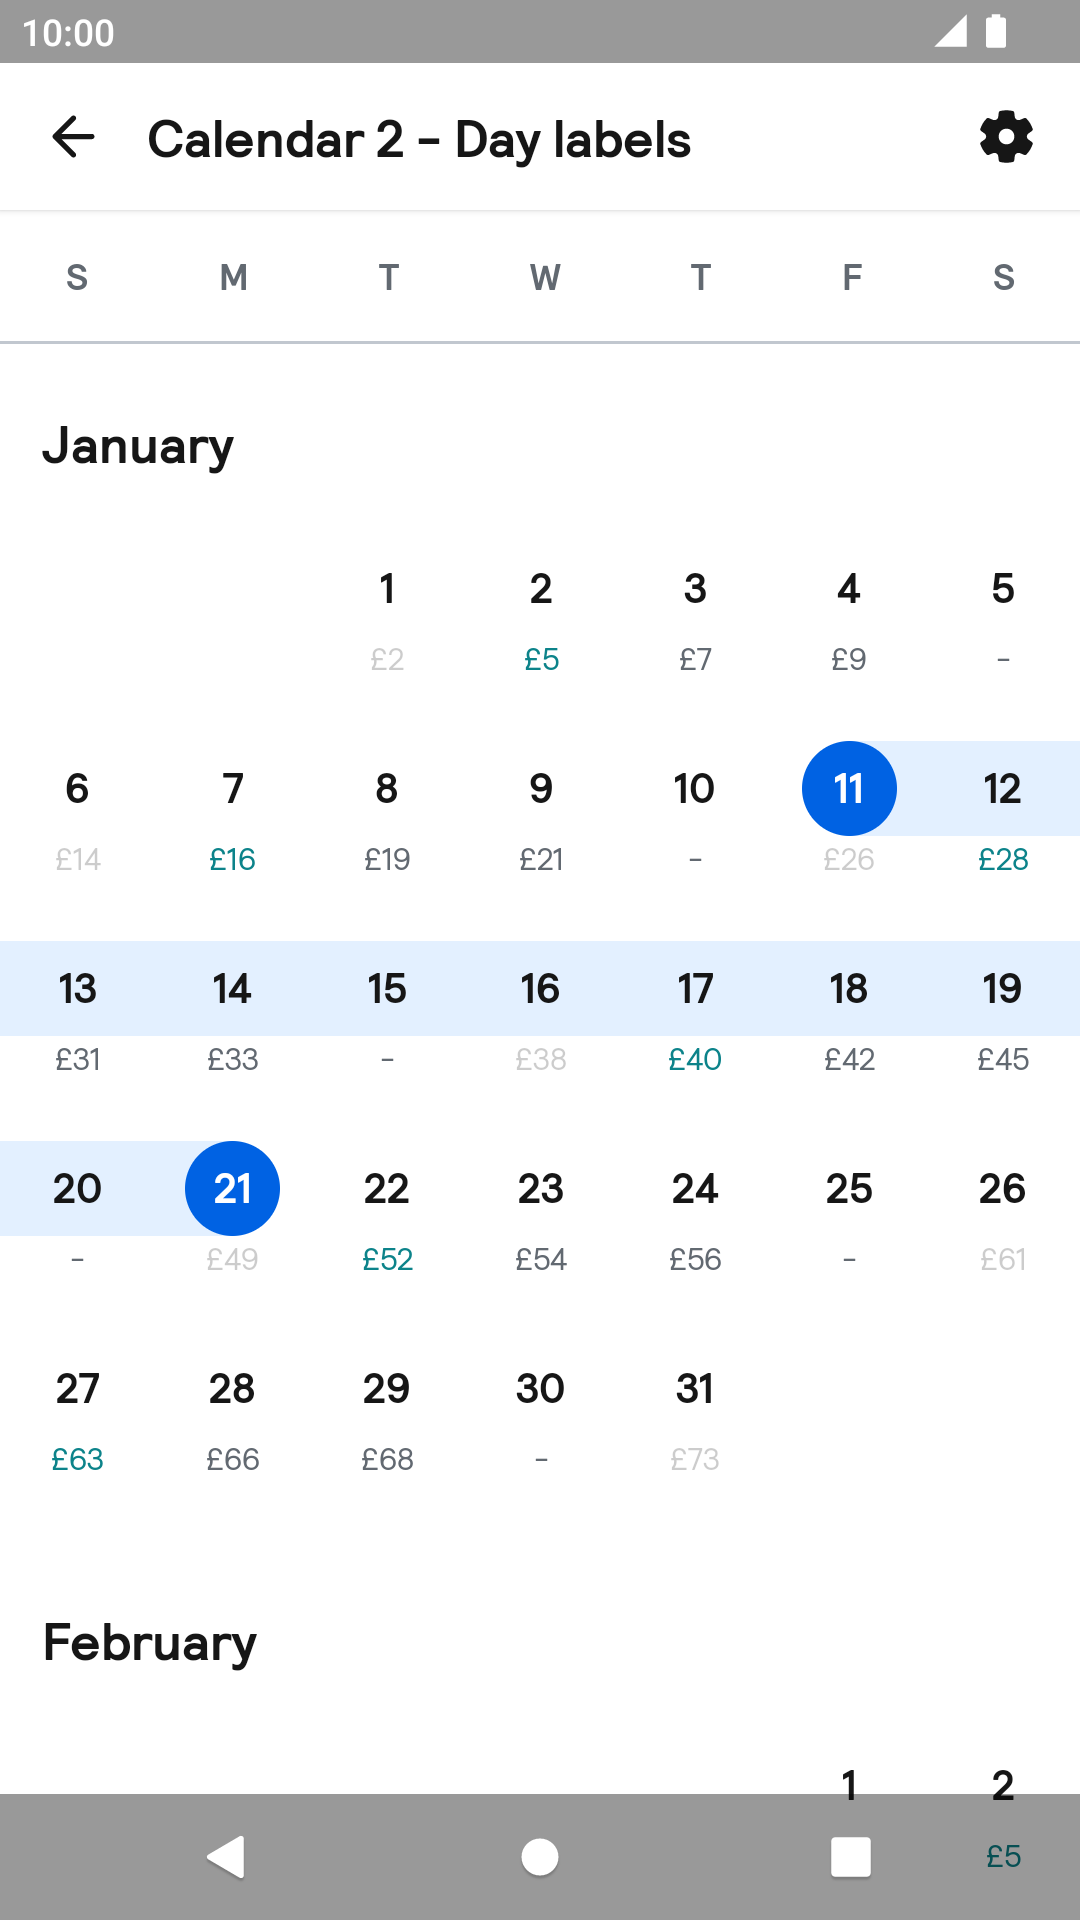 10:00
Calendar 2 - Day labels
S M T W T F S
January
1 2 3 4 5
£2 £5 £7 £9 -
6 7 8 9 10 11 12
£14 £16 £19 £21 - £26 £28
13 14 15 16 17 18 19
£31 £33 - £38 £40 £42 £45
20 21 22 23 24 25 26
- £49 £52 £54 £56 - £61
27 28 29 30 31
£63 £66 £68 - £73
February
1 2
£5